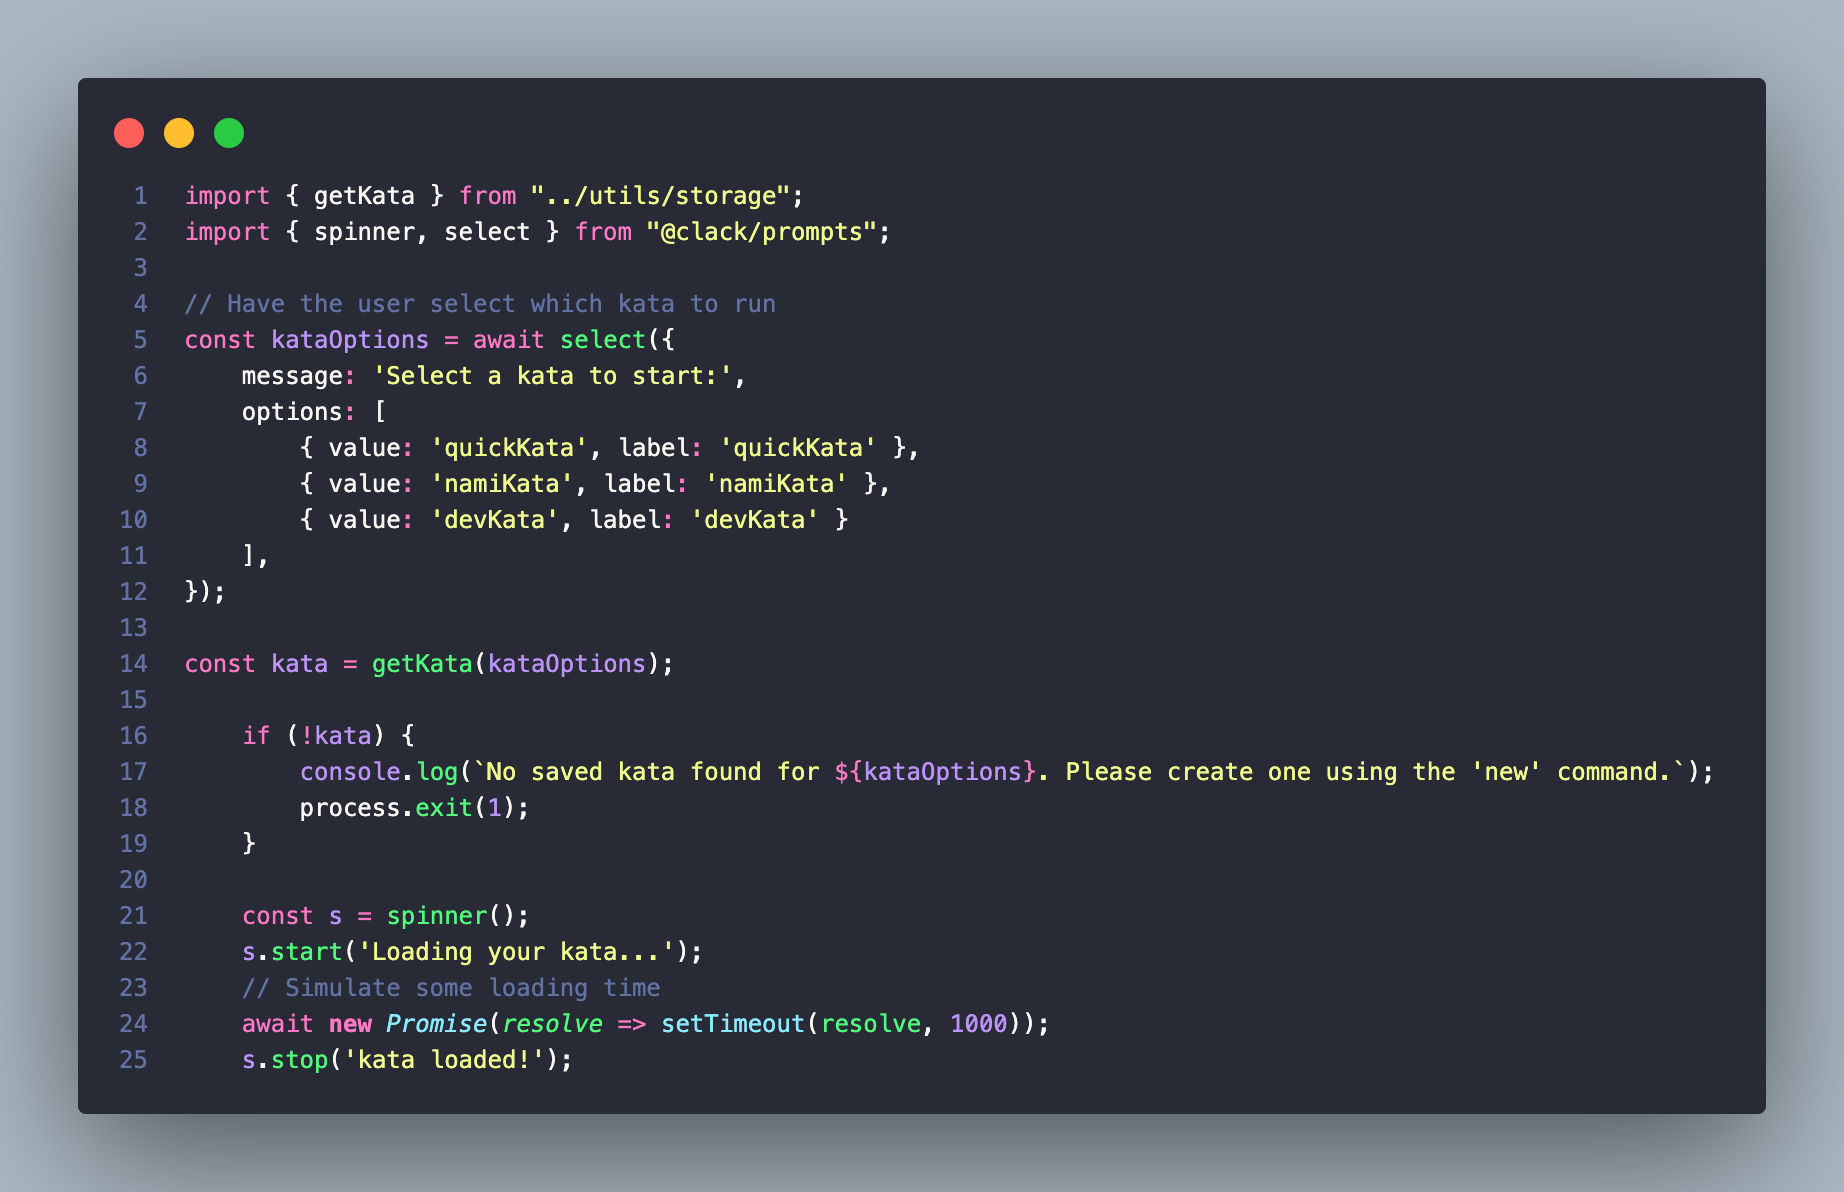 1 import { getKata } from "../utils/storage";
2 import { spinner, select } from "@clack/prompts";
3
4 // Have the user select which kata to run
5 const kataOptions = await select({
6     message: 'Select a kata to start:',
7     options: [
8         { value: 'quickKata', label: 'quickKata' },
9         { value: 'namiKata', label: 'namiKata' },
10         { value: 'devKata', label: 'devKata' }
11     ],
12 });
13
14 const kata = getKata(kataOptions);
15
16     if (!kata) {
17         console.log(`No saved kata found for ${kataOptions}. Please create one using the 'new' command.`);
18         process.exit(1);
19     }
20
21     const s = spinner();
22     s.start('Loading your kata...');
23     // Simulate some loading time
24     await new Promise(resolve => setTimeout(resolve, 1000));
25     s.stop('kata loaded!');